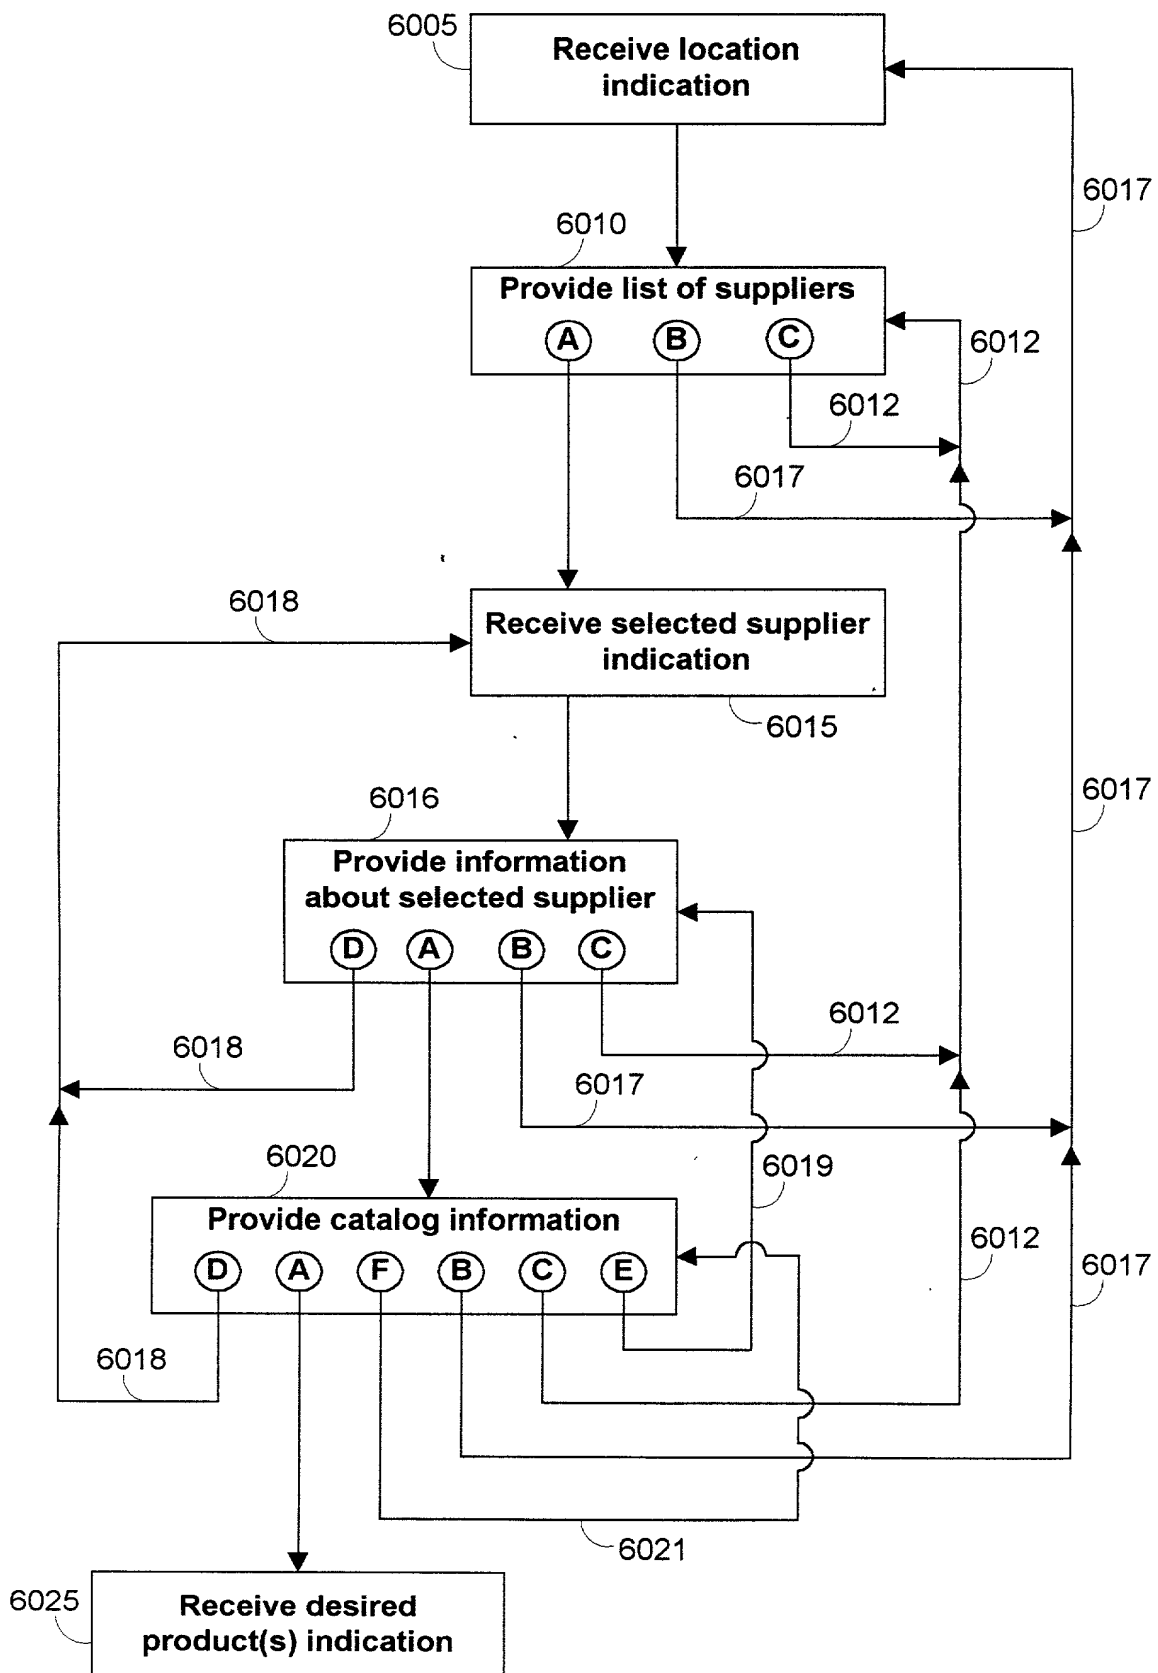 6005
Receive location
indication
6017
6010
Provide list of suppliers
A B C
6012
6012
6017
6018
Receive selected supplier
indication
6015
6017
6016
Provide information
about selected supplier
D A B C
6012
6018
6017
6020
6019
Provide catalog information
6012
6017
D A F B C E
6018
6021
6025
Receive desired
product(s) indication